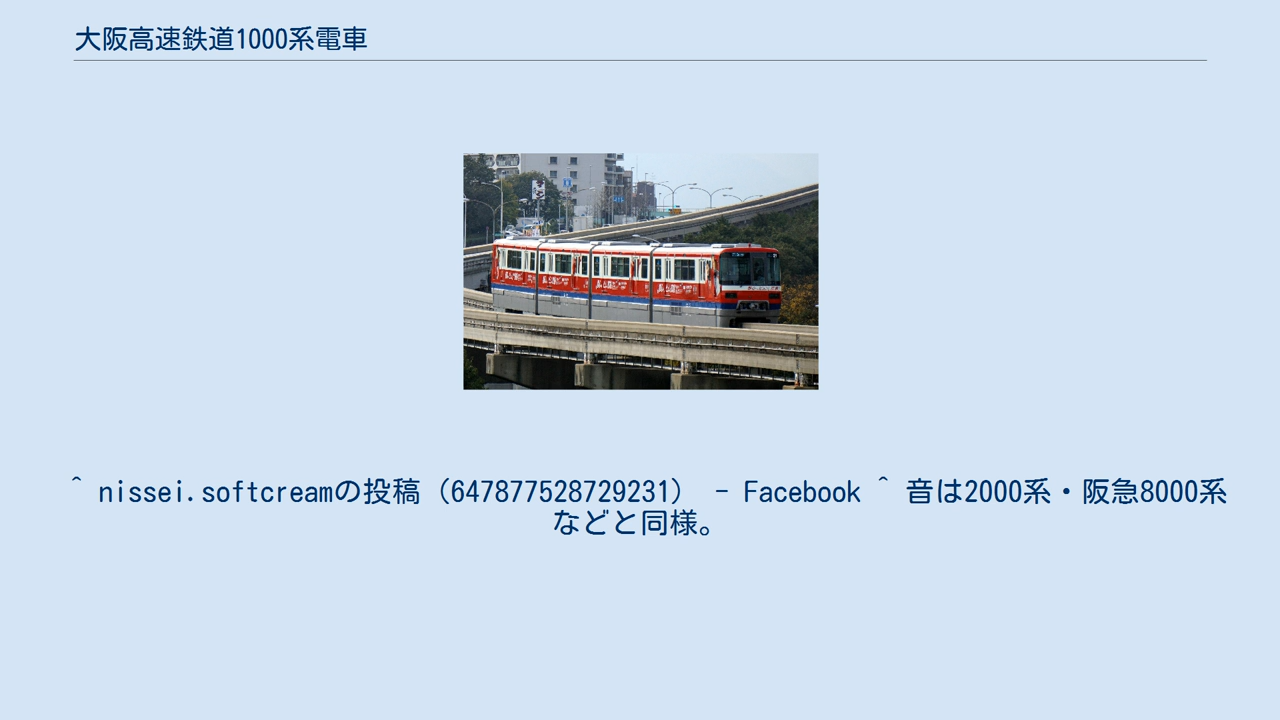 大阪高速鉄道1000系電車
^ nissei.softcreamの投稿（647877528729231） - Facebook ^ 音は2000系・阪急8000系
などと同様。